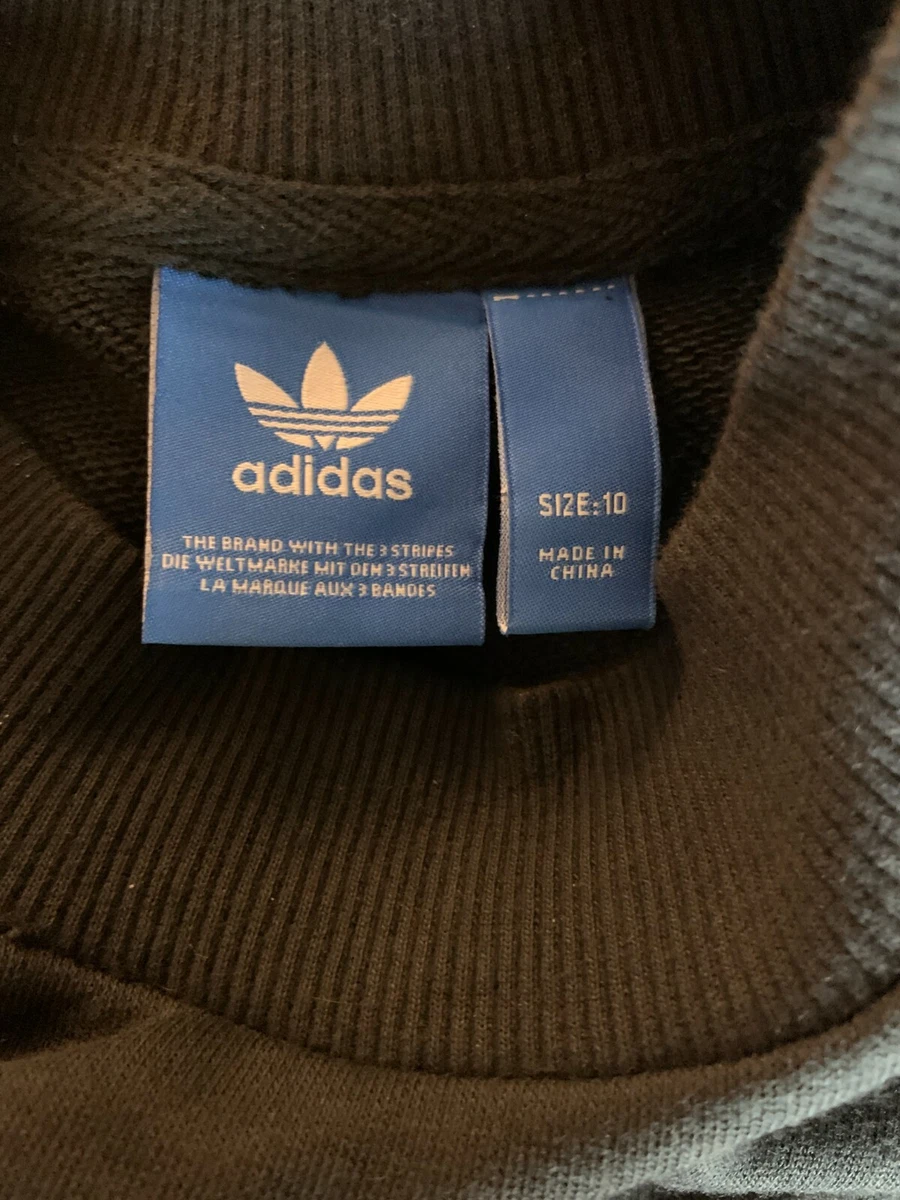 adidas
THE BRAND WITH THE 3 STRIPES
DIE WELTMARKE MIT DEN 3 STREIFEN
LA MARQUE AUX 3 BANDES
SIZE:10
MADE IN
CHINA